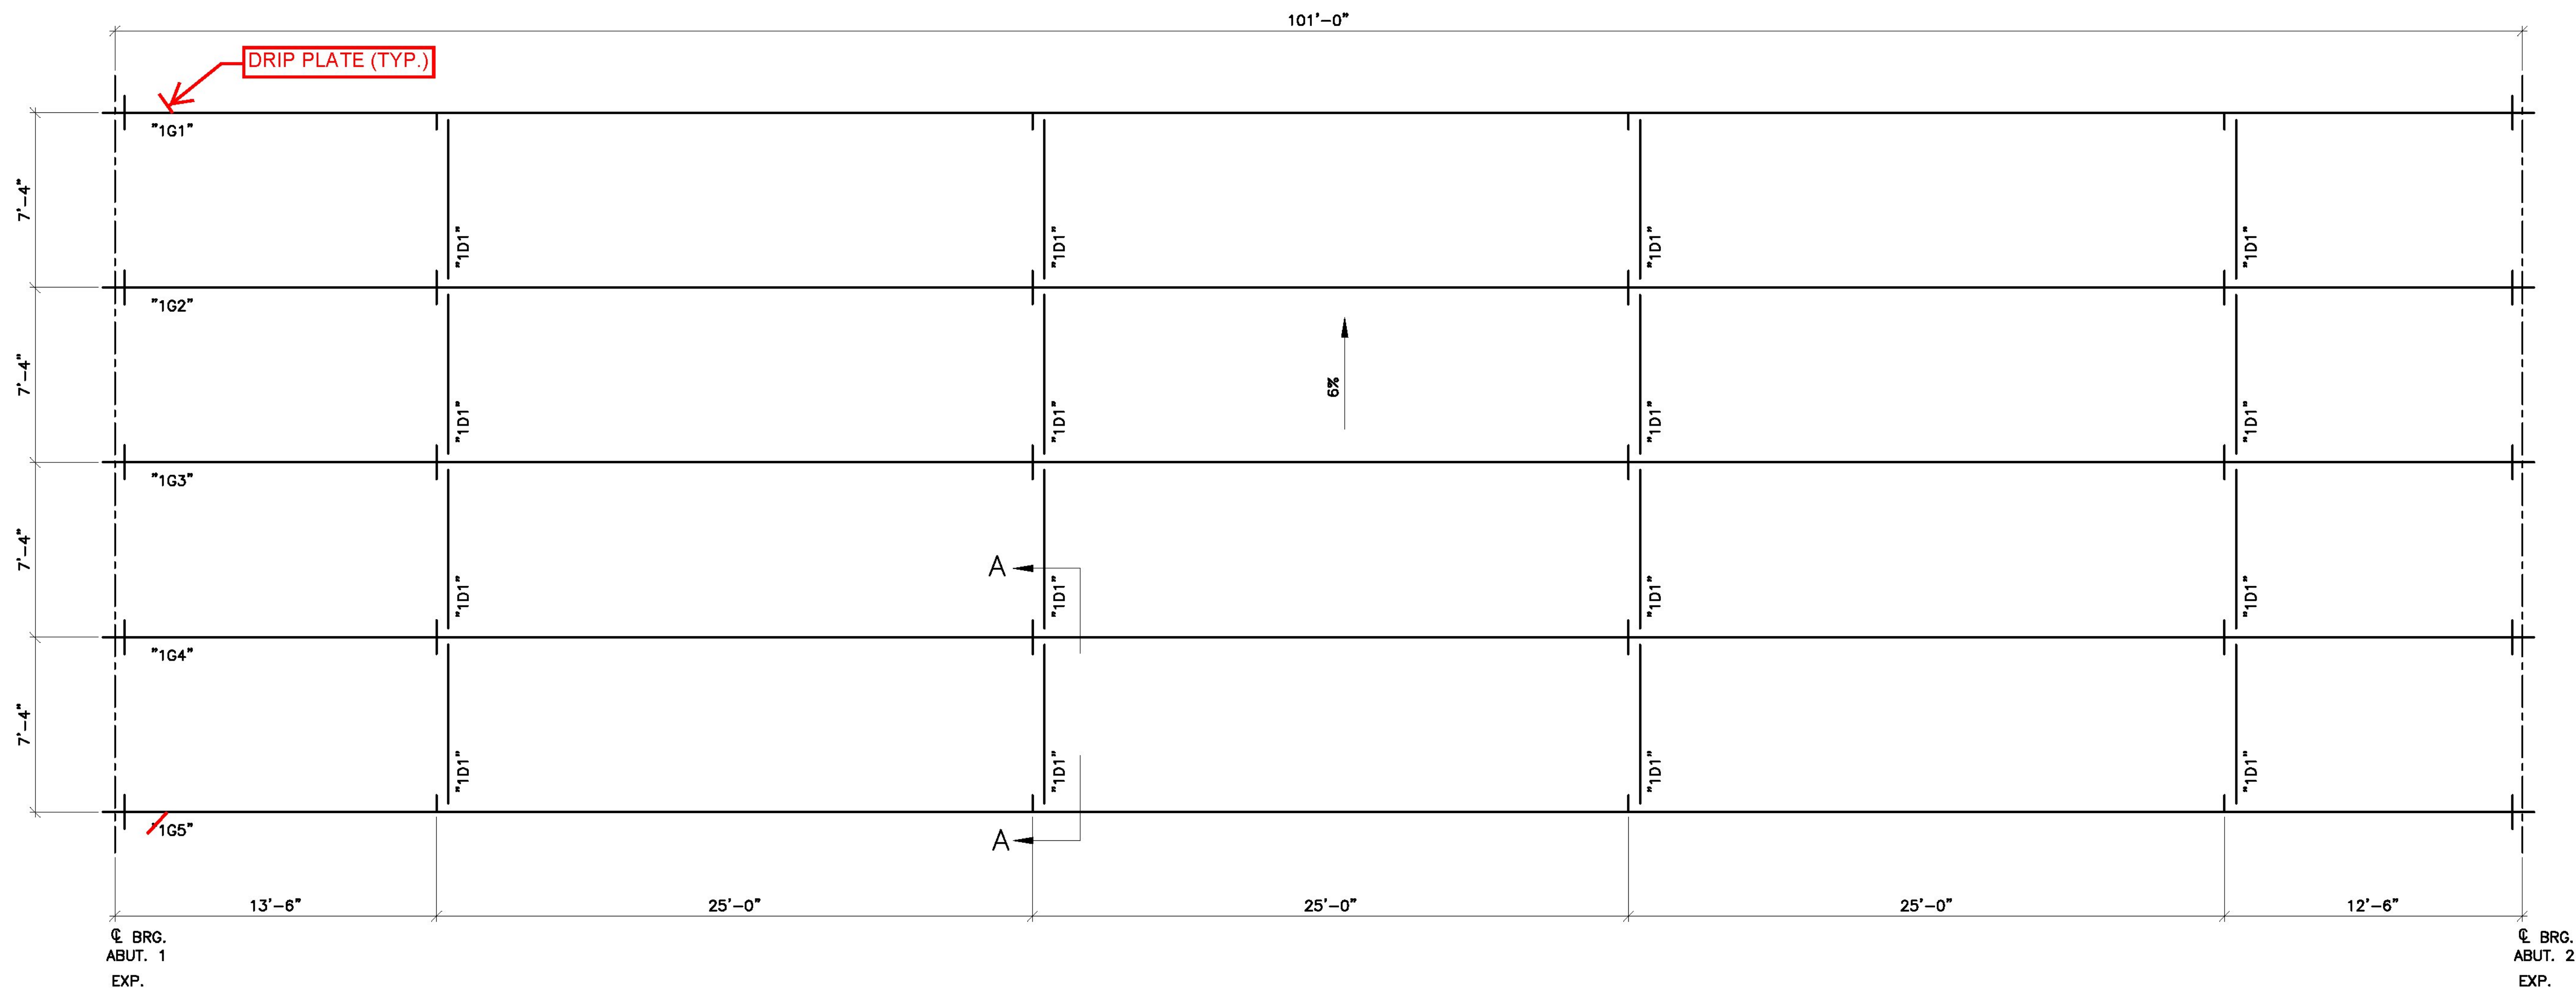 101'-0"
DRIP PLATE (TYP.)
"1G1"
7'-4"
"1D1" "1D1" "1D1" "1D1"
"1G2"
7'-4"
6%
"1D1" "1D1" "1D1" "1D1"
"1G3"
7'-4"
A
"1D1" "1D1" "1D1" "1D1"
"1G4"
7'-4"
"1D1" "1D1" "1D1" "1D1"
"1G5"
A
13'-6" 25'-0" 25'-0" 25'-0" 12'-6"
℄ BRG.
ABUT. 1
EXP.
℄ BRG.
ABUT. 2
EXP.